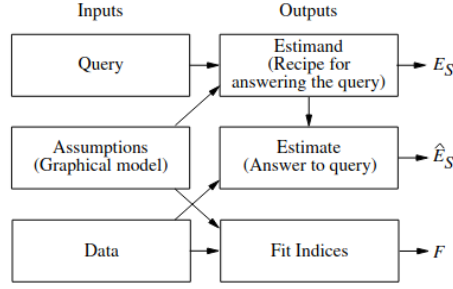 Inputs
Outputs
Query
Estimand
(Recipe for
answering the query)
E_S
Assumptions
(Graphical model)
Estimate
(Answer to query)
Ê_S
Data
Fit Indices
F